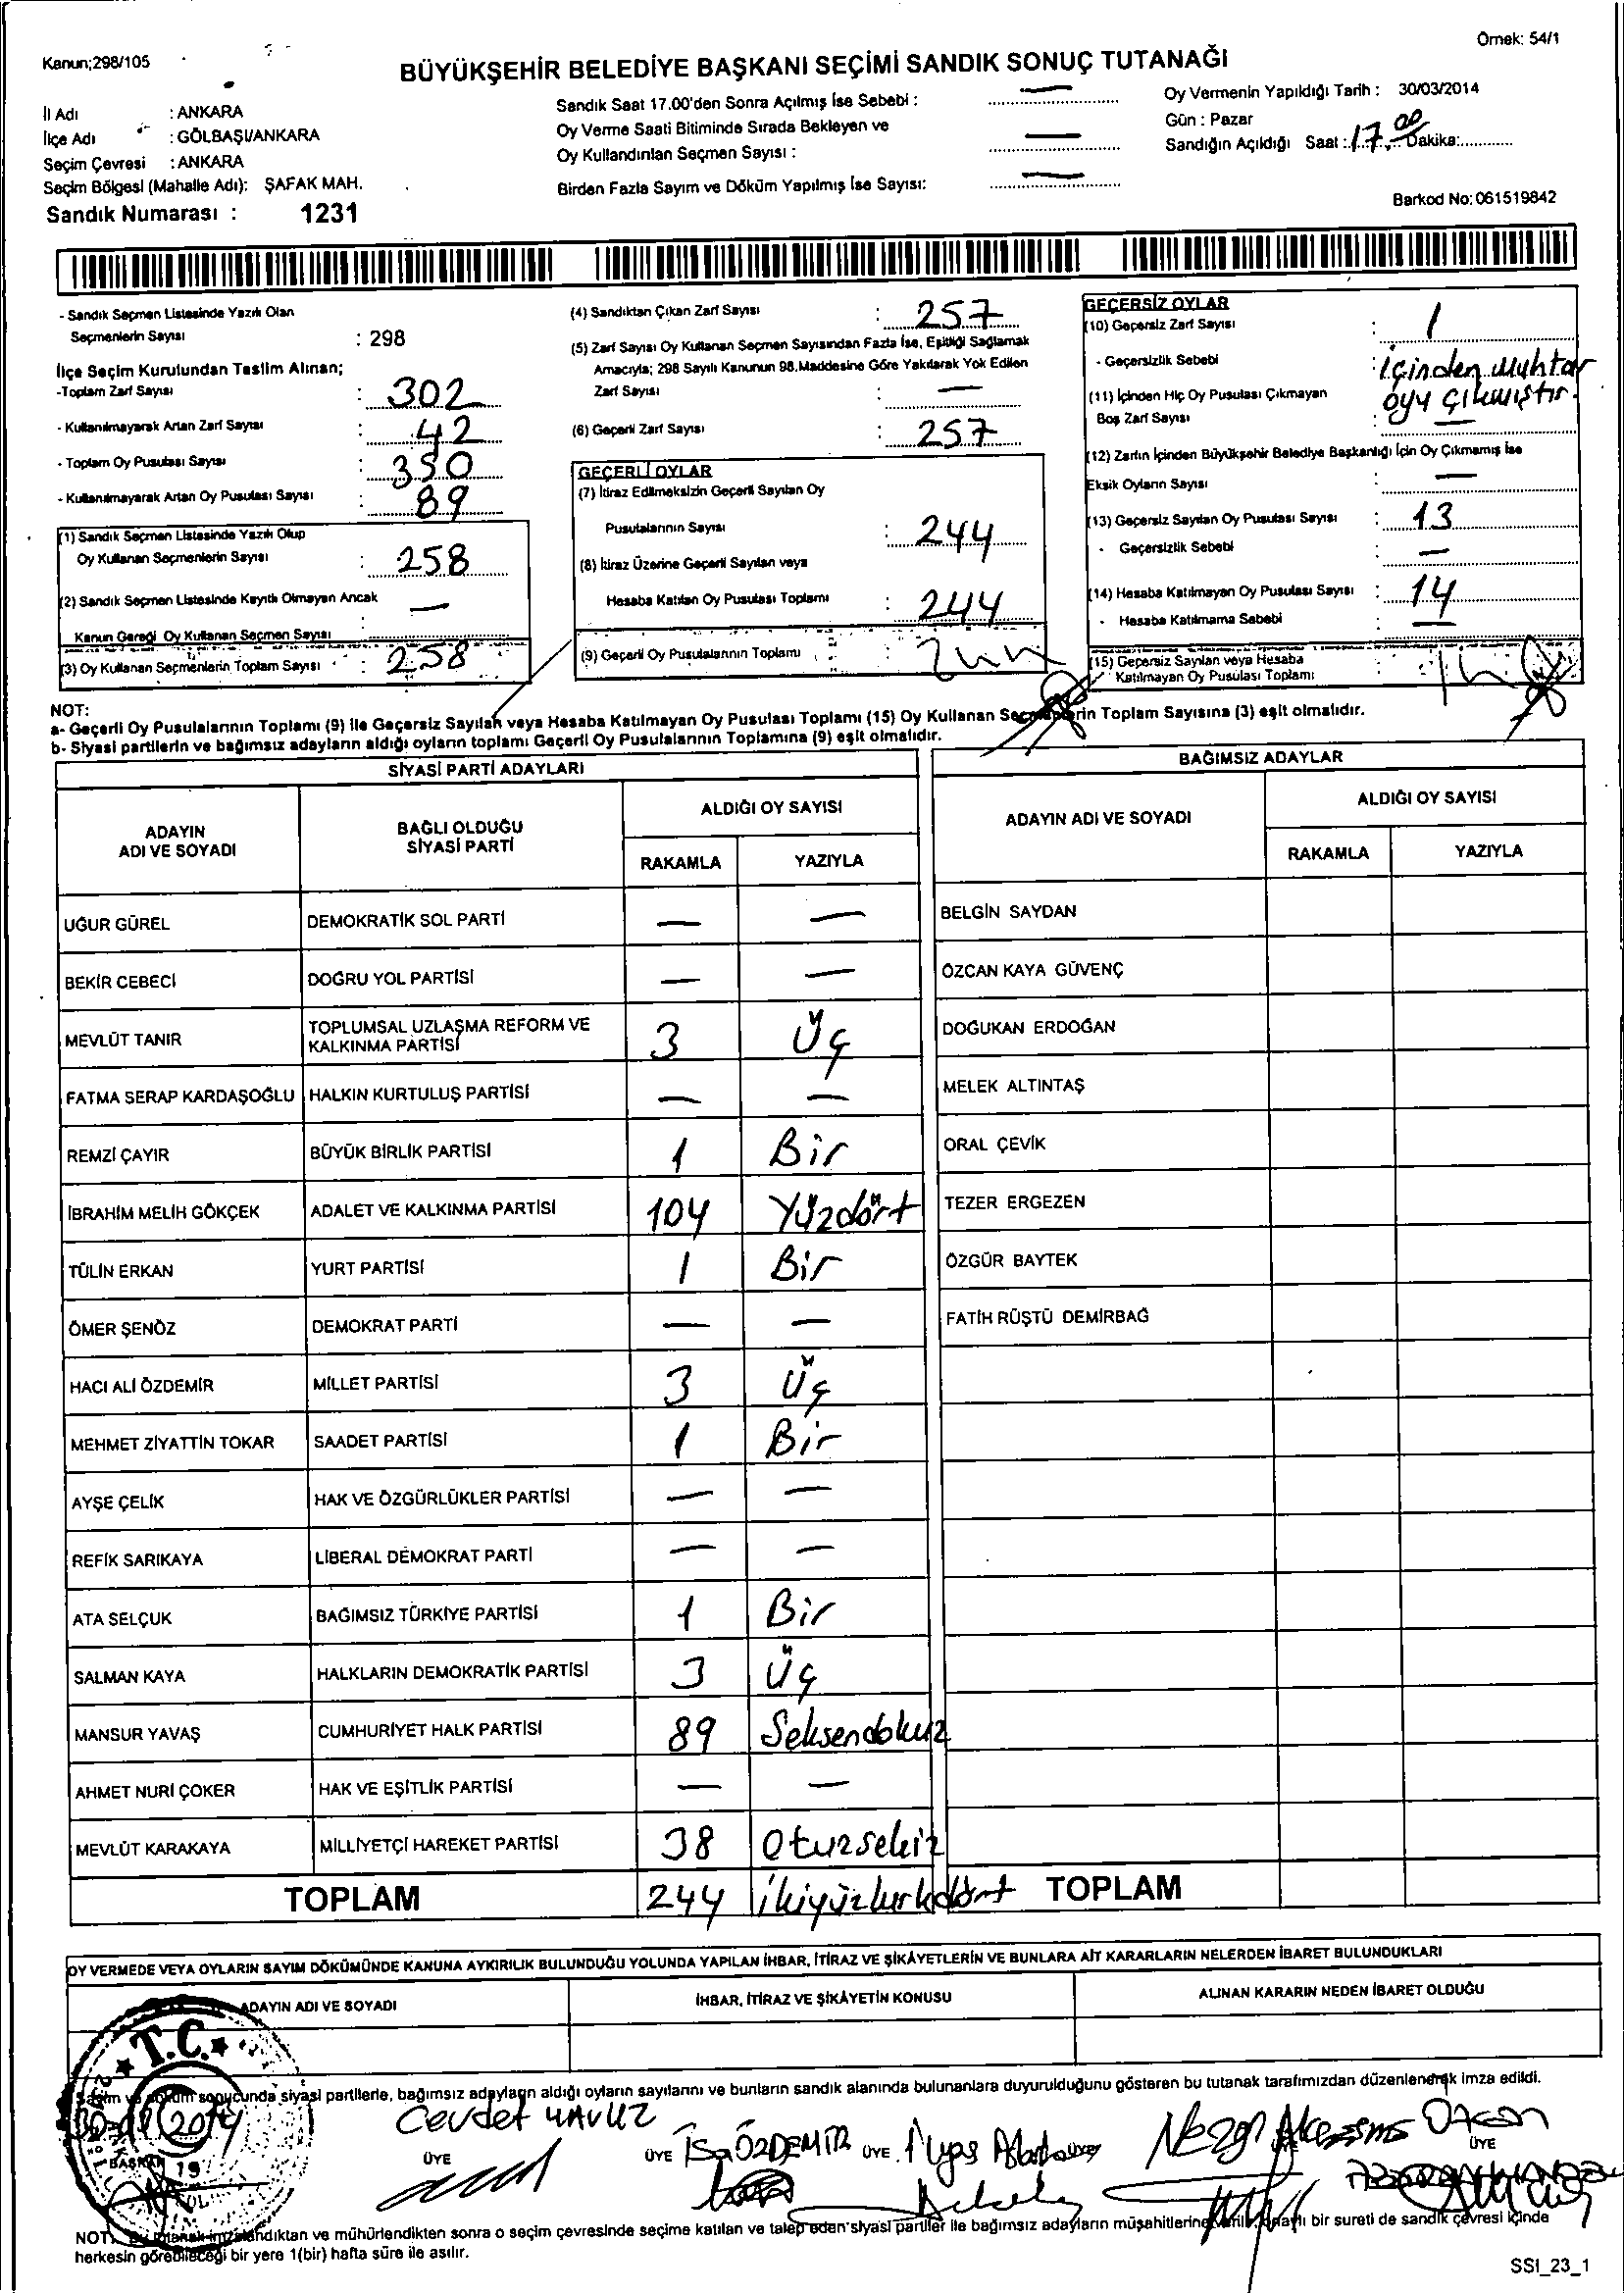 Kanun;298/105
Örnek: 54/1
BÜYÜKŞEHİR BELEDİYE BAŞKANI SEÇİMİ SANDIK SONUÇ TUTANAĞI
İl Adı : ANKARA
İlçe Adı : GÖLBAŞI/ANKARA
Seçim Çevresi : ANKARA
Seçim Bölgesi (Mahalle Adı): ŞAFAK MAH.
Sandık Numarası : 1231
Sandık Saat 17.00'den Sonra Açılmış İse Sebebi : —
Oy Verme Saati Bitiminde Sırada Bekleyen ve
Oy Kullandırılan Seçmen Sayısı : —
Birden Fazla Sayım ve Döküm Yapılmış İse Sayısı: —
Oy Vermenin Yapıldığı Tarih : 30/03/2014
Gün : Pazar
Sandığın Açıldığı Saat : 17 00 Dakika:
Barkod No: 061519842
- Sandık Seçmen Listesinde Yazılı Olan
Seçmenlerin Sayısı : 298
İlçe Seçim Kurulundan Teslim Alınan;
-Toplam Zarf Sayısı : 302
- Kullanılmayarak Artan Zarf Sayısı : 42
- Toplam Oy Pusulası Sayısı : 350
- Kullanılmayarak Artan Oy Pusulası Sayısı : 89
(1) Sandık Seçmen Listesinde Yazılı Olup
Oy Kullanan Seçmenlerin Sayısı : 258
(2) Sandık Seçmen Listesinde Kayıtlı Olmayan Ancak
Kanun Gereği Oy Kullanan Seçmen Sayısı : —
(3) Oy Kullanan Seçmenlerin Toplam Sayısı : 258
(4) Sandıktan Çıkan Zarf Sayısı : 257
(5) Zarf Sayısı Oy Kullanan Seçmen Sayısından Fazla İse, Eşitliği Sağlamak
Amacıyla; 298 Sayılı Kanunun 98.Maddesine Göre Yakılarak Yok Edilen
Zarf Sayısı : —
(6) Geçerli Zarf Sayısı : 257
GEÇERLİ OYLAR
(7) İtiraz Edilmeksizin Geçerli Sayılan Oy
Pusulalarının Sayısı : 244
(8) İtiraz Üzerine Geçerli Sayılan veya
Hesaba Katılan Oy Pusulası Toplamı : 244
(9) Geçerli Oy Pusulalarının Toplamı : 244
GEÇERSİZ OYLAR
(10) Geçersiz Zarf Sayısı : 1
- Geçersizlik Sebebi : İçinden Muhtar
oyu çıkmıştır.
(11) İçinden Hiç Oy Pusulası Çıkmayan
Boş Zarf Sayısı : —
(12) Zarfın İçinden Büyükşehir Belediye Başkanlığı İçin Oy Çıkmamış İse
Eksik Oyların Sayısı : —
(13) Geçersiz Sayılan Oy Pusulası Sayısı : 13
- Geçersizlik Sebebi : —
(14) Hesaba Katılmayan Oy Pusulası Sayısı : 14
- Hesaba Katılmama Sebebi : —
(15) Geçersiz Sayılan veya Hesaba
Katılmayan Oy Pusulası Toplamı : 14
NOT:
a- Geçerli Oy Pusulalarının Toplamı (9) ile Geçersiz Sayılan veya Hesaba Katılmayan Oy Pusulası Toplamı (15) Oy Kullanan Seçmenlerin Toplam Sayısına (3) eşit olmalıdır.
b- Siyasi partilerin ve bağımsız adayların aldığı oyların toplamı Geçerli Oy Pusulalarının Toplamına (9) eşit olmalıdır.
SİYASİ PARTİ ADAYLARI
ADAYIN ADI VE SOYADI | BAĞLI OLDUĞU SİYASİ PARTİ | ALDIĞI OY SAYISI
RAKAMLA | YAZIYLA
UĞUR GÜREL | DEMOKRATİK SOL PARTİ | — | —
BEKİR CEBECİ | DOĞRU YOL PARTİSİ | — | —
MEVLÜT TANIR | TOPLUMSAL UZLAŞMA REFORM VE KALKINMA PARTİSİ | 3 | Üç
FATMA SERAP KARDAŞOĞLU | HALKIN KURTULUŞ PARTİSİ | — | —
REMZİ ÇAYIR | BÜYÜK BİRLİK PARTİSİ | 1 | Bir
İBRAHİM MELİH GÖKÇEK | ADALET VE KALKINMA PARTİSİ | 104 | Yüzdört
TÜLİN ERKAN | YURT PARTİSİ | 1 | Bir
ÖMER ŞENÖZ | DEMOKRAT PARTİ | — | —
HACI ALİ ÖZDEMİR | MİLLET PARTİSİ | 3 | Üç
MEHMET ZİYATTİN TOKAR | SAADET PARTİSİ | 1 | Bir
AYŞE ÇELİK | HAK VE ÖZGÜRLÜKLER PARTİSİ | — | —
REFİK SARIKAYA | LİBERAL DEMOKRAT PARTİ | — | —
ATA SELÇUK | BAĞIMSIZ TÜRKİYE PARTİSİ | 1 | Bir
SALMAN KAYA | HALKLARIN DEMOKRATİK PARTİSİ | 3 | Üç
MANSUR YAVAŞ | CUMHURİYET HALK PARTİSİ | 89 | Seksendokuz
AHMET NURİ ÇOKER | HAK VE EŞİTLİK PARTİSİ | — | —
MEVLÜT KARAKAYA | MİLLİYETÇİ HAREKET PARTİSİ | 38 | Otuzsekiz
TOPLAM | 244 | İkiyüzkırkdört
BAĞIMSIZ ADAYLAR
ADAYIN ADI VE SOYADI | ALDIĞI OY SAYISI
RAKAMLA | YAZIYLA
BELGİN SAYDAN
ÖZCAN KAYA GÜVENÇ
DOĞUKAN ERDOĞAN
MELEK ALTINTAŞ
ORAL ÇEVİK
TEZER ERGEZEN
ÖZGÜR BAYTEK
FATİH RÜŞTÜ DEMİRBAĞ
TOPLAM
OY VERMEDE VEYA OYLARIN SAYIM DÖKÜMÜNDE KANUNA AYKIRILIK BULUNDUĞU YOLUNDA YAPILAN İHBAR, İTİRAZ VE ŞİKÂYETLERİN VE BUNLARA AİT KARARLARIN NELERDEN İBARET BULUNDUKLARI
ADAYIN ADI VE SOYADI | İHBAR, İTİRAZ VE ŞİKÂYETİN KONUSU | ALINAN KARARIN NEDEN İBARET OLDUĞU
T.C.
Seçim ve döküm sonucunda siyasi partilerle, bağımsız adayların aldığı oyların sayılarını ve bunların sandık alanında bulunanlara duyurulduğunu gösteren bu tutanak tarafımızdan düzenlenerek imza edildi.
BAŞKAN
Cevdet YAVUZ
ÜYE
ÜYE İSA ÖZDEMİR
ÜYE İlyas
ÜYE
NOT: Bu tutanak imzalandıktan ve mühürlendikten sonra o seçim çevresinde seçime katılan ve talep eden siyasi partiler ile bağımsız adayların müşahitlerine verilir, onaylı bir sureti de sandık çevresi içinde
herkesin görebileceği bir yere 1(bir) hafta süre ile asılır.
SSI_23_1